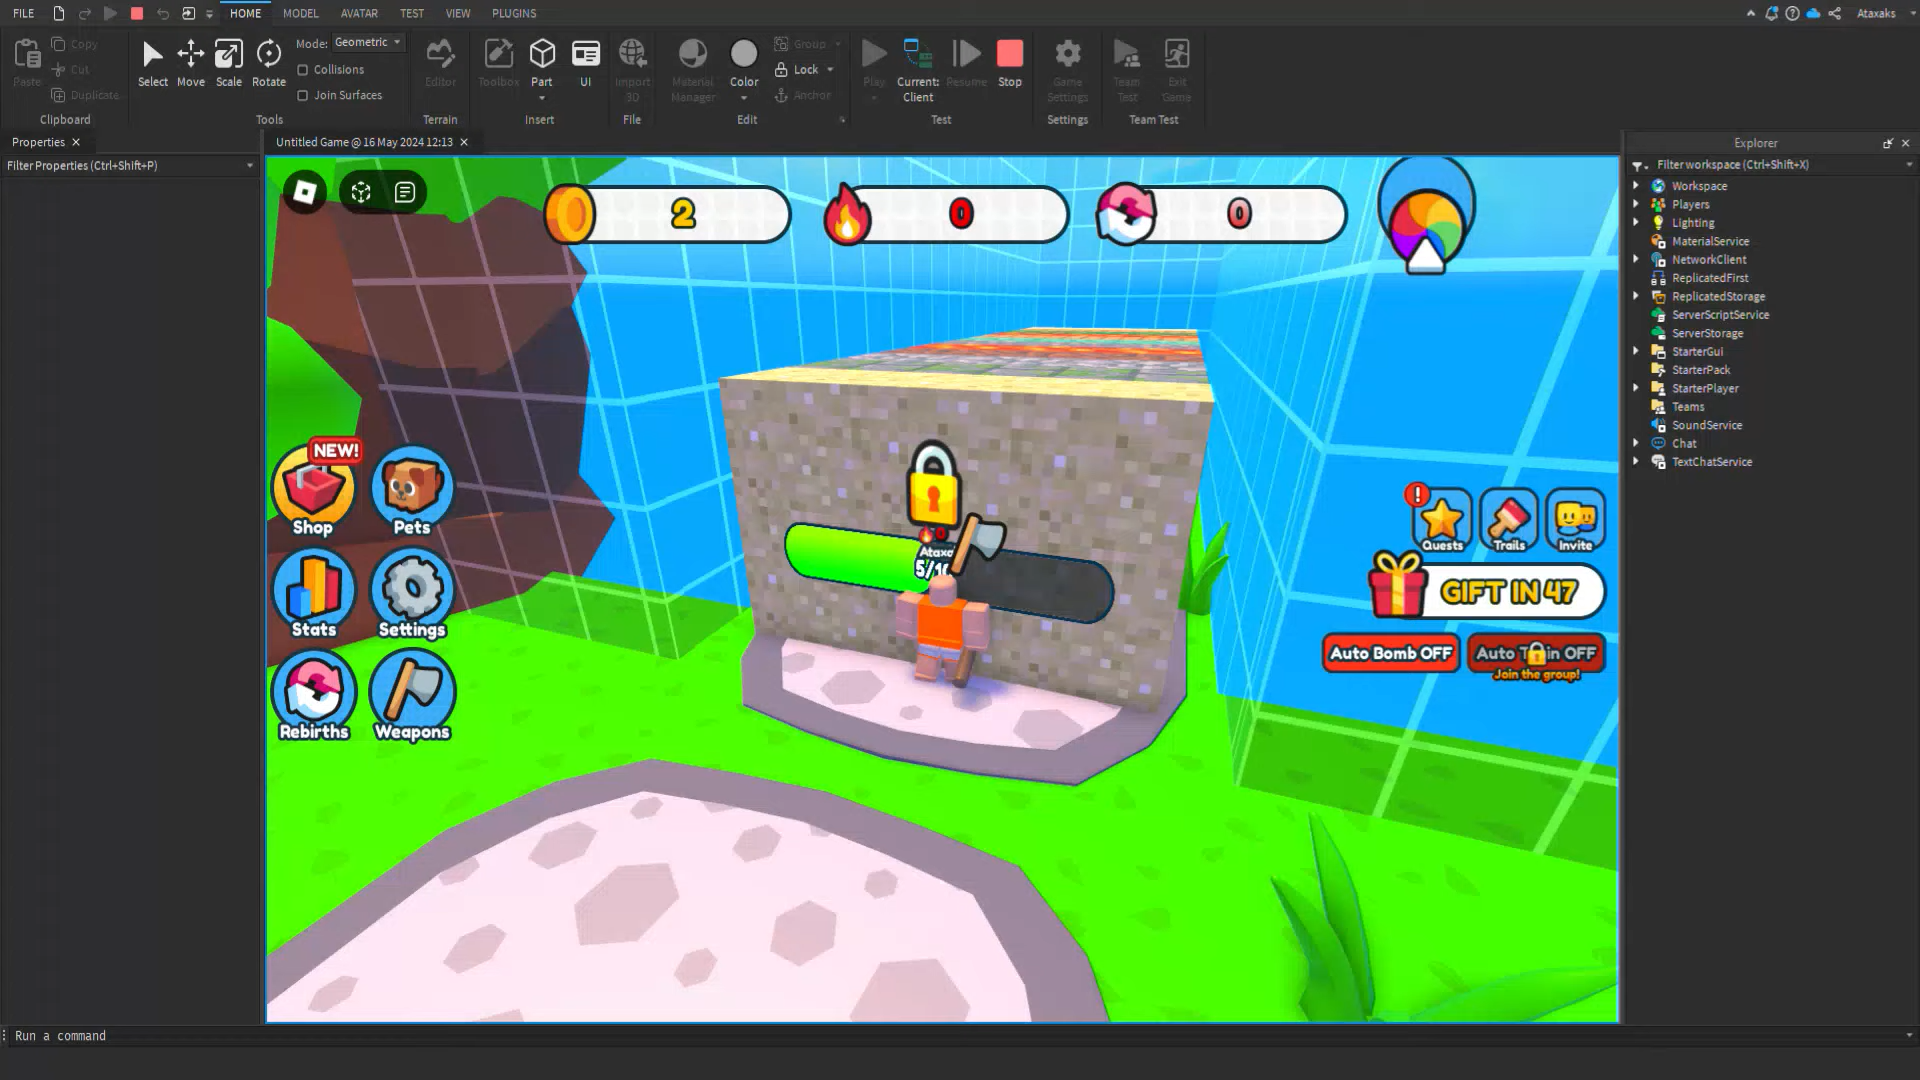 FILE HOME MODEL AVATAR TEST VIEW PLUGINS Ataxaks
Paste Copy Cut Duplicate
Clipboard
Select Move Scale Rotate
Mode: Geometric
Collisions
Join Surfaces
Tools
Editor
Terrain
Toolbox Part UI
Insert
Import 3D
File
Material Manager Color Group Lock Anchor
Edit
Play Current: Client Resume Stop
Test
Game Settings
Settings
Team Test Exit Game
Team Test
Properties
Filter Properties (Ctrl+Shift+P)
Untitled Game @ 16 May 2024 12:13
2 0 0
NEW!
Shop Pets
Stats Settings
Rebirths Weapons
0
5/10
!
Quests Trails Invite
GIFT IN 47
Auto Bomb OFF
OFF
Join the group!
Explorer
Filter workspace (Ctrl+Shift+X)
Workspace
Players
Lighting
MaterialService
NetworkClient
ReplicatedFirst
ReplicatedStorage
ServerScriptService
ServerStorage
StarterGui
StarterPack
StarterPlayer
Teams
SoundService
Chat
TextChatService
Run a command